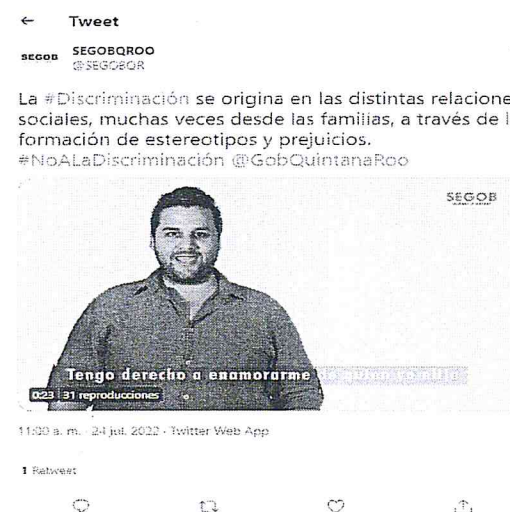 ← Tweet
SEGOB SEGOBQROO
@SEGOBQR
La #Discriminación se origina en las distintas relacione
sociales, muchas veces desde las familias, a través de l
formación de estereotipos y prejuicios.
#NoALaDiscriminación @GobQuintanaRoo
SEGOB
Tengo derecho a enamorarme
0:23 31 reproducciones
11:00 a. m. · 24 jul. 2022 · Twitter Web App
1 Retweet